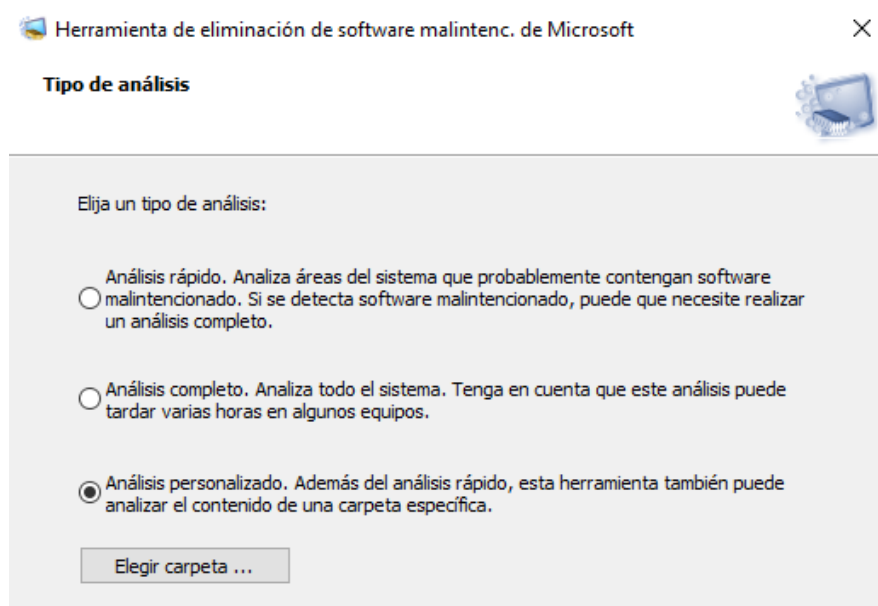 Herramienta de eliminación de software malintenc. de Microsoft
Tipo de análisis
Elija un tipo de análisis:
Análisis rápido. Analiza áreas del sistema que probablemente contengan software
malintencionado. Si se detecta software malintencionado, puede que necesite realizar
un análisis completo.
Análisis completo. Analiza todo el sistema. Tenga en cuenta que este análisis puede
tardar varias horas en algunos equipos.
Análisis personalizado. Además del análisis rápido, esta herramienta también puede
analizar el contenido de una carpeta específica.
Elegir carpeta ...